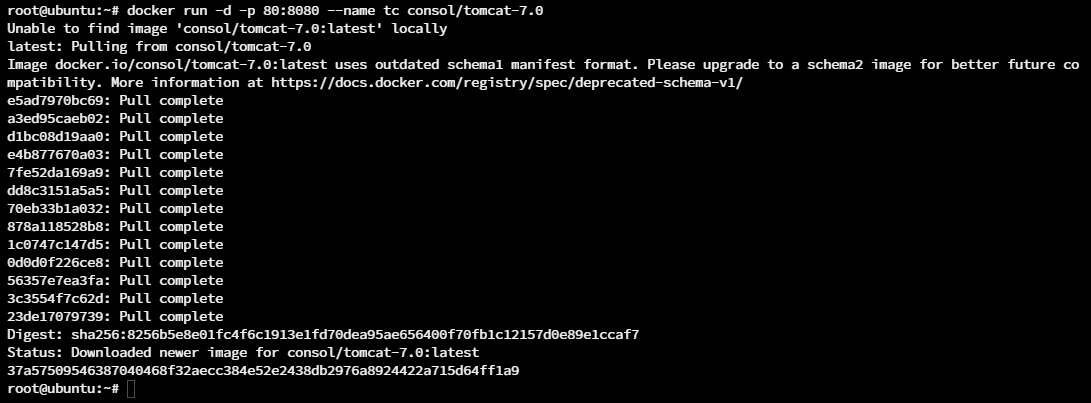 root@ubuntu:~# docker run -d -p 80:8080 --name tc consol/tomcat-7.0
Unable to find image 'consol/tomcat-7.0:latest' locally
latest: Pulling from consol/tomcat-7.0
Image docker.io/consol/tomcat-7.0:latest uses outdated schema1 manifest format. Please upgrade to a schema2 image for better future co
mpatibility. More information at https://docs.docker.com/registry/spec/deprecated-schema-v1/
e5ad7970bc69: Pull complete
a3ed95caeb02: Pull complete
d1bc08d19aa0: Pull complete
e4b877670a03: Pull complete
7fe52da169a9: Pull complete
dd8c3151a5a5: Pull complete
70eb33b1a032: Pull complete
878a118528b8: Pull complete
1c0747c147d5: Pull complete
0d0d0f226ce8: Pull complete
56357e7ea3fa: Pull complete
3c3554f7c62d: Pull complete
23de17079739: Pull complete
Digest: sha256:8256b5e8e01fc4f6c1913e1fd70dea95ae656400f70fb1c12157d0e89e1ccaf7
Status: Downloaded newer image for consol/tomcat-7.0:latest
37a57509546387040468f32aecc384e52e2438db2976a8924422a715d64ff1a9
root@ubuntu:~#